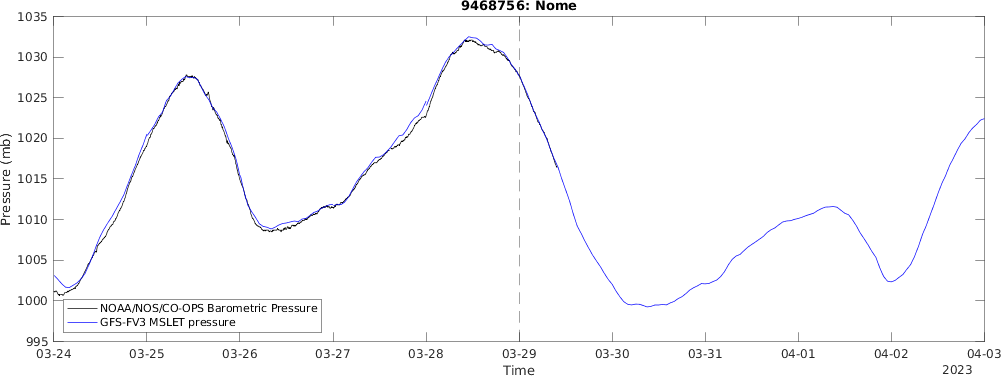 9468756: Nome
1035
1030
1025
1020
1015
1010
1005
1000
995
Pressure (mb)
NOAA/NOS/CO-OPS Barometric Pressure
GFS-FV3 MSLET pressure
03-24 03-25 03-26 03-27 03-28 03-29 03-30 03-31 04-01 04-02 04-03
Time
2023